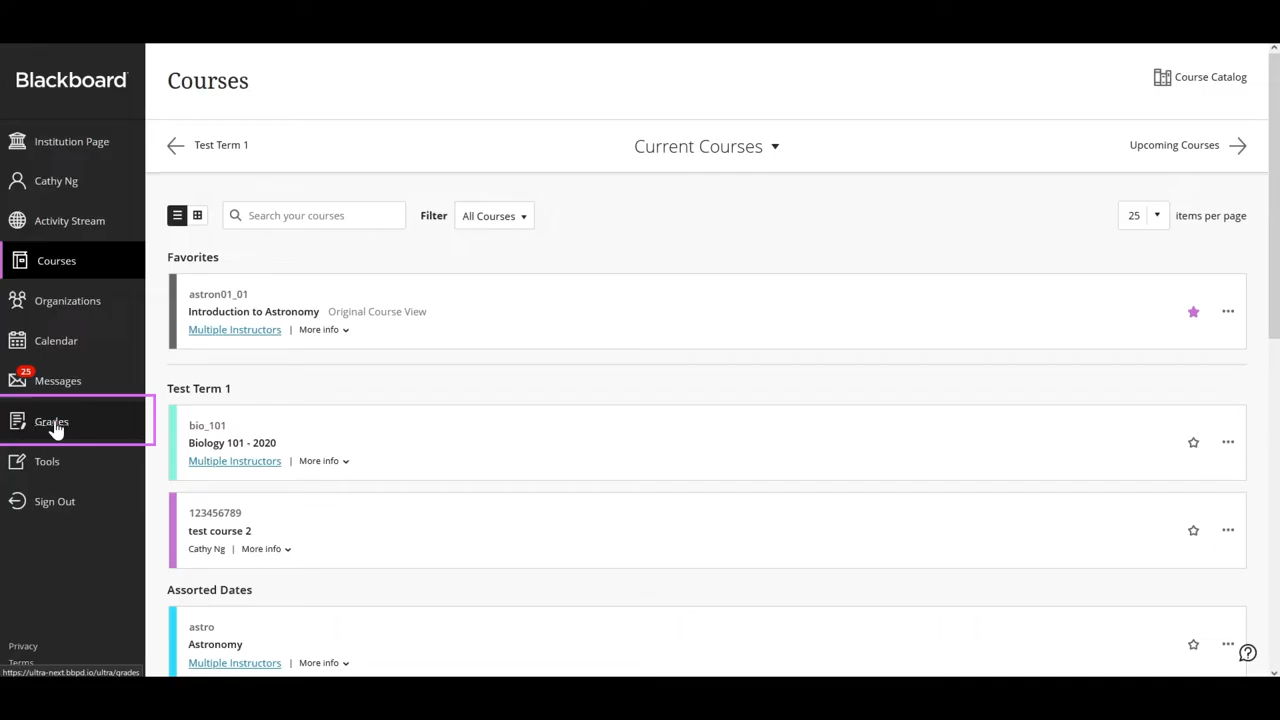 Blackboard
Institution Page
Cathy Ng
Activity Stream
Courses
Organizations
Calendar
25
Messages
Grades
Tools
Sign Out
Privacy
Terms
https://ultra-next.bbpd.io/ultra/grades
Courses
Course Catalog
Test Term 1
Current Courses
Upcoming Courses
Search your courses
Filter
All Courses
25
items per page
Favorites
astron01_01
Introduction to Astronomy Original Course View
Multiple Instructors | More info
Test Term 1
bio_101
Biology 101 - 2020
Multiple Instructors | More info
123456789
test course 2
Cathy Ng | More info
Assorted Dates
astro
Astronomy
Multiple Instructors | More info